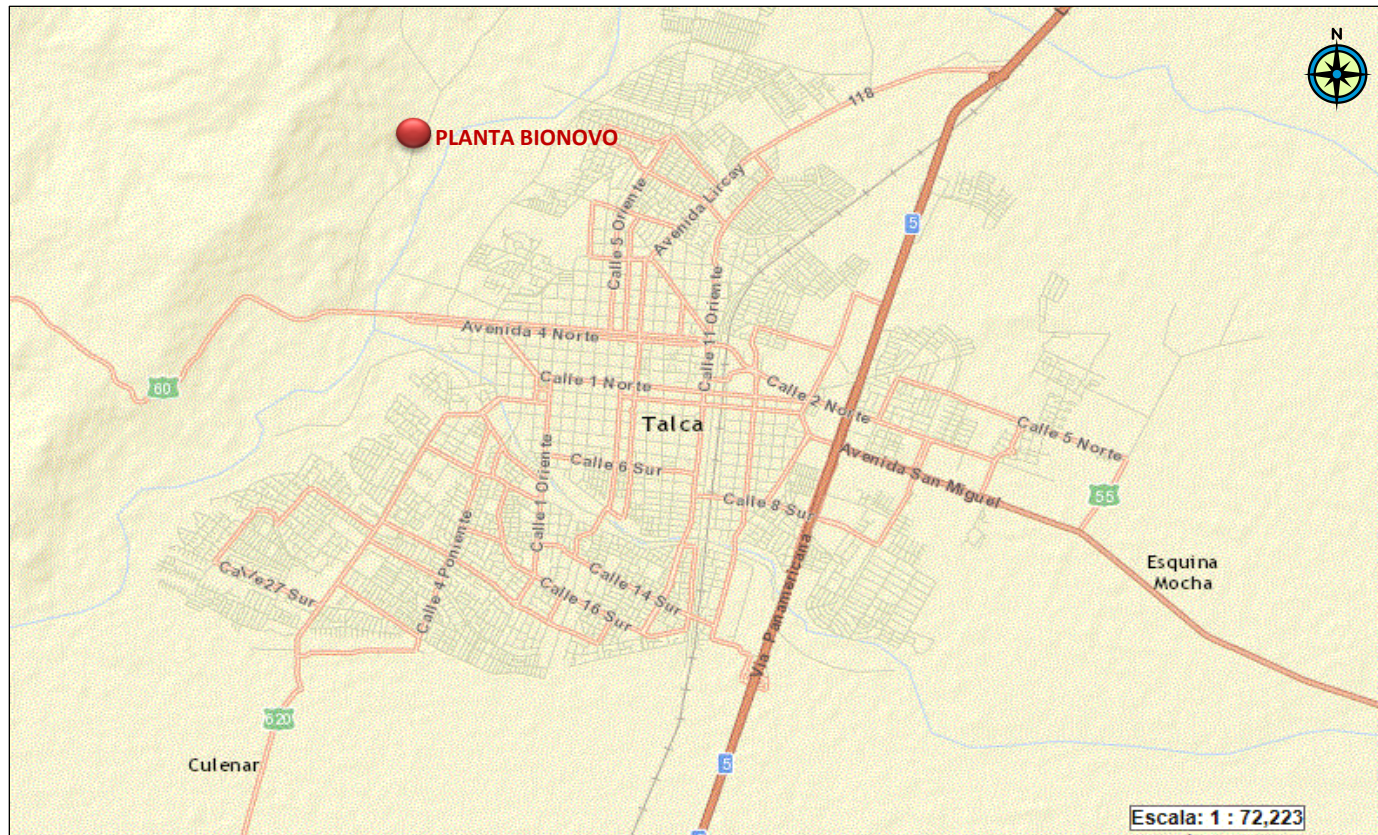 N
118
PLANTA BIONOVO
Avenida Lircay
Calle 5 Oriente
5
Calle 11 Oriente
Avenida 4 Norte
60
Calle 1 Norte
Calle 2 Norte
Talca
Calle 5 Norte
Avenida San Miguel
Calle 6 Sur
Calle 1 Oriente
Calle 8 Sur
55
Calle 4 Poniente
Vía Panamericana
Esquina
Mocha
Calle 14 Sur
Calle 16 Sur
Calle 27 Sur
620
Culenar
5
Escala: 1 : 72,223